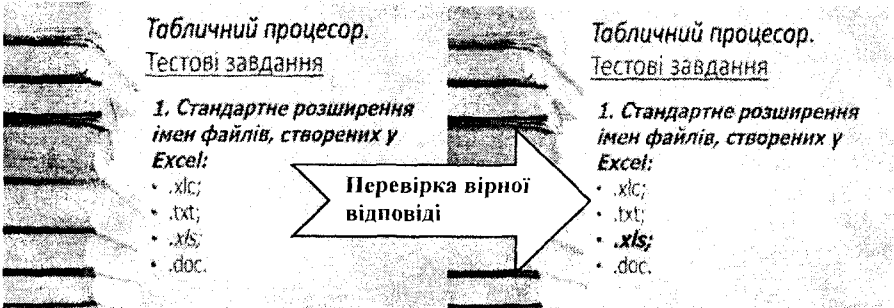 Табличний процесор.
Тестові завдання
1. Стандартне розширення
імен файлів, створених у
Excel:
• .xlc;
• .txt;
• .xls;
• .doc.
Перевірка вірної
відповіді
Табличний процесор.
Тестові завдання
1. Стандартне розширення
імен файлів, створених у
Excel:
• .xlc;
• .txt;
• .xls;
• .doc.